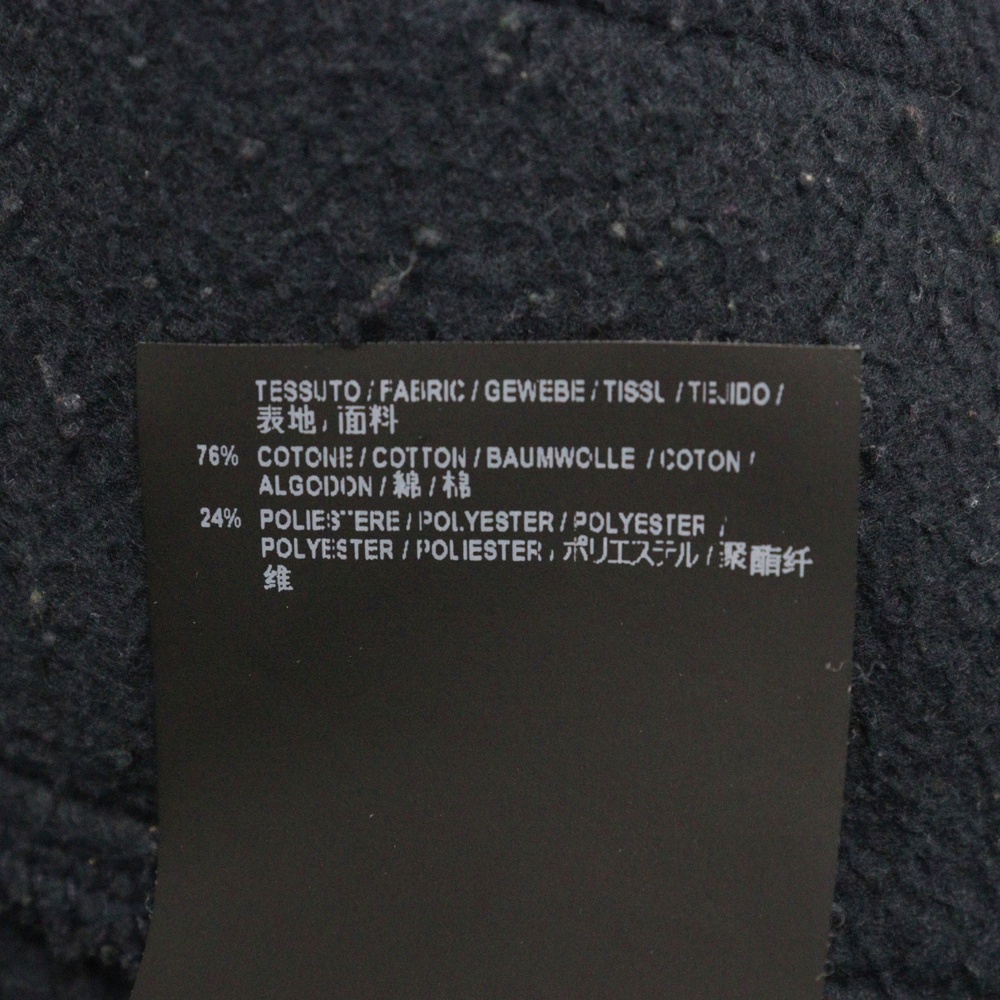 TESSUTO / FABRIC / GEWEBE / TISSU / TEJIDO /
表地 / 面料
76% COTONE / COTTON / BAUMWOLLE / COTON /
ALGODON / 綿 / 棉
24% POLIESTERE / POLYESTER / POLYESTER /
POLYESTER / POLIESTER / ポリエステル / 聚酯纤
维